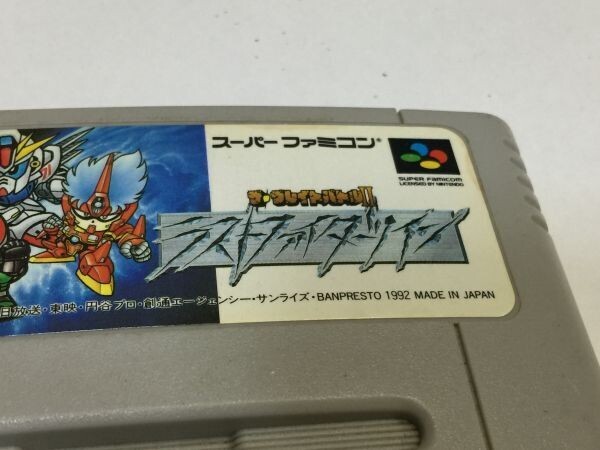 スーパーファミコン
SUPER FAMICOM
LICENSED BY NINTENDO
ザ・グレイトバトルII
ラストファイターツイン
日放送・東映・円谷プロ・創通エージェンシー・サンライズ・BANPRESTO 1992 MADE IN JAPAN